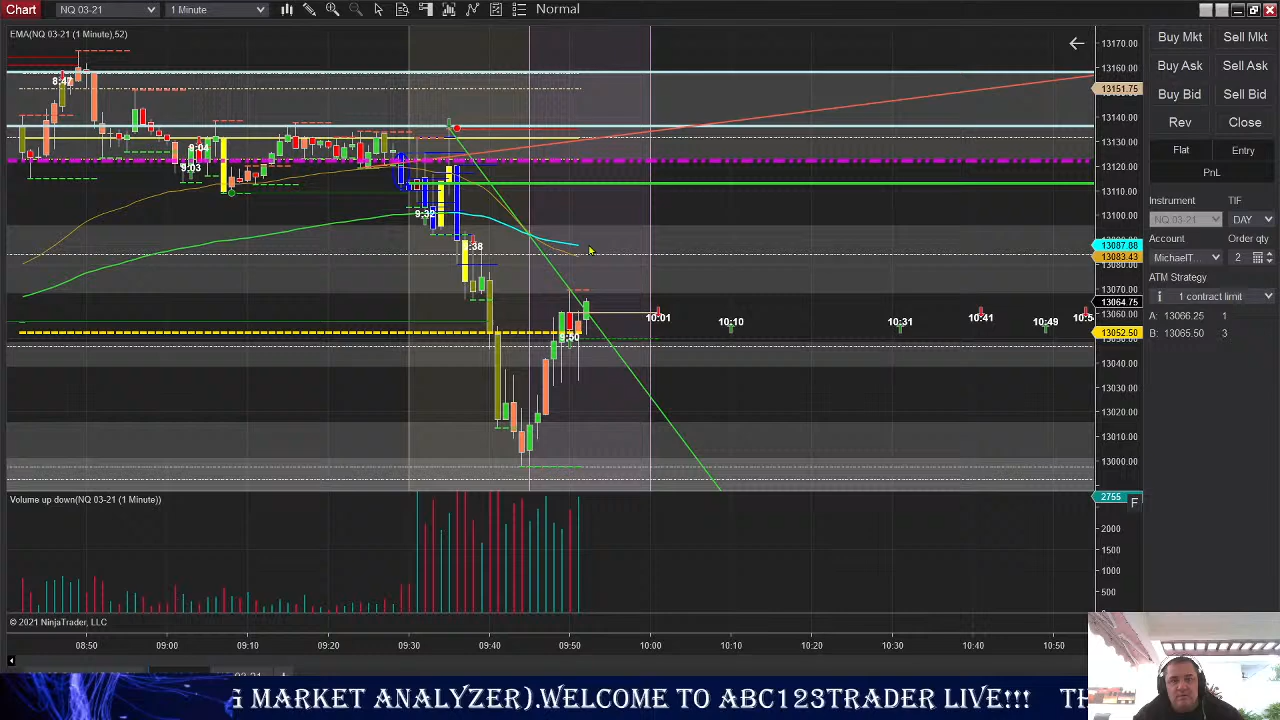 Chart NQ 03-21 1 Minute Normal
EMA(NQ 03-21 (1 Minute),52)
Buy Mkt Sell Mkt
Buy Ask Sell Ask
Buy Bid Sell Bid
Rev Close
Flat Entry
PnL
Instrument TIF
NQ 03-21 DAY
Account Order qty
MichaelT... 2
ATM Strategy
1 contract limit
A: 13066.25 1
B: 13065.50 3
13170.00
13160.00
13151.75
13140.00
13130.00
13120.00
13110.00
13100.00
13087.88
13083.43
13070.00
13064.75
13060.00
13052.50
13040.00
13030.00
13020.00
13010.00
13000.00
8:47
9:04
9:03
9:32
:38
9:50
10:01
10:10
10:31
10:41
10:49
Volume up down(NQ 03-21 (1 Minute))
2755
F
2000
1500
1000
500
0
© 2021 NinjaTrader, LLC
08:50 09:00 09:10 09:20 09:30 09:40 09:50 10:00 10:10 10:20 10:30 10:40 10:50
G MARKET ANALYZER).WELCOME TO ABC123TRADER LIVE!!! TH